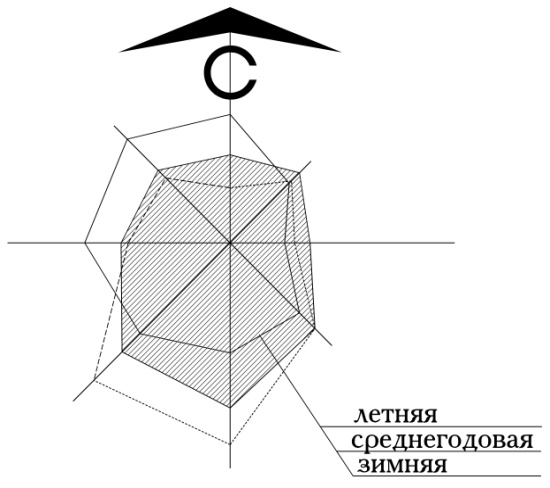 С
летняя
среднегодовая
зимняя